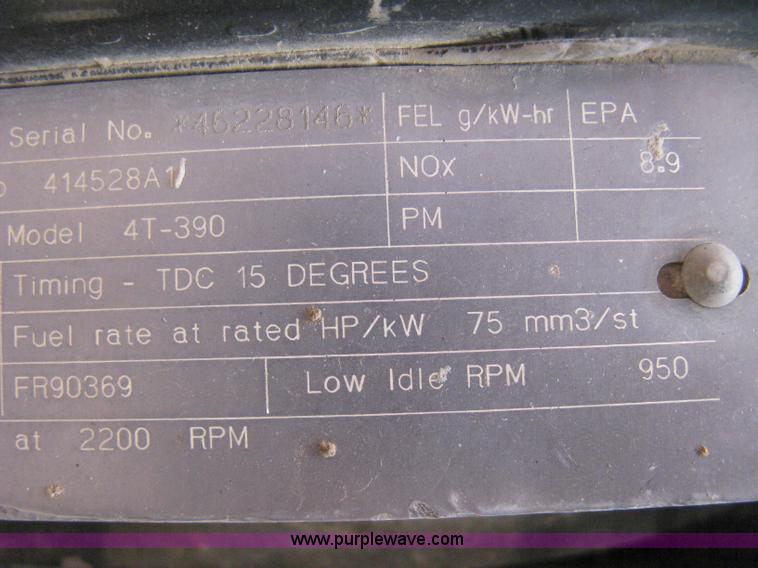 Serial No. *46228146* FEL g/kW-hr EPA
414528A1 NOx 8.9
Model 4T-390 PM
Timing - TDC 15 DEGREES
Fuel rate at rated HP/kW 75 mm3/st
FR90369 Low Idle RPM 950
at 2200 RPM
www.purplewave.com